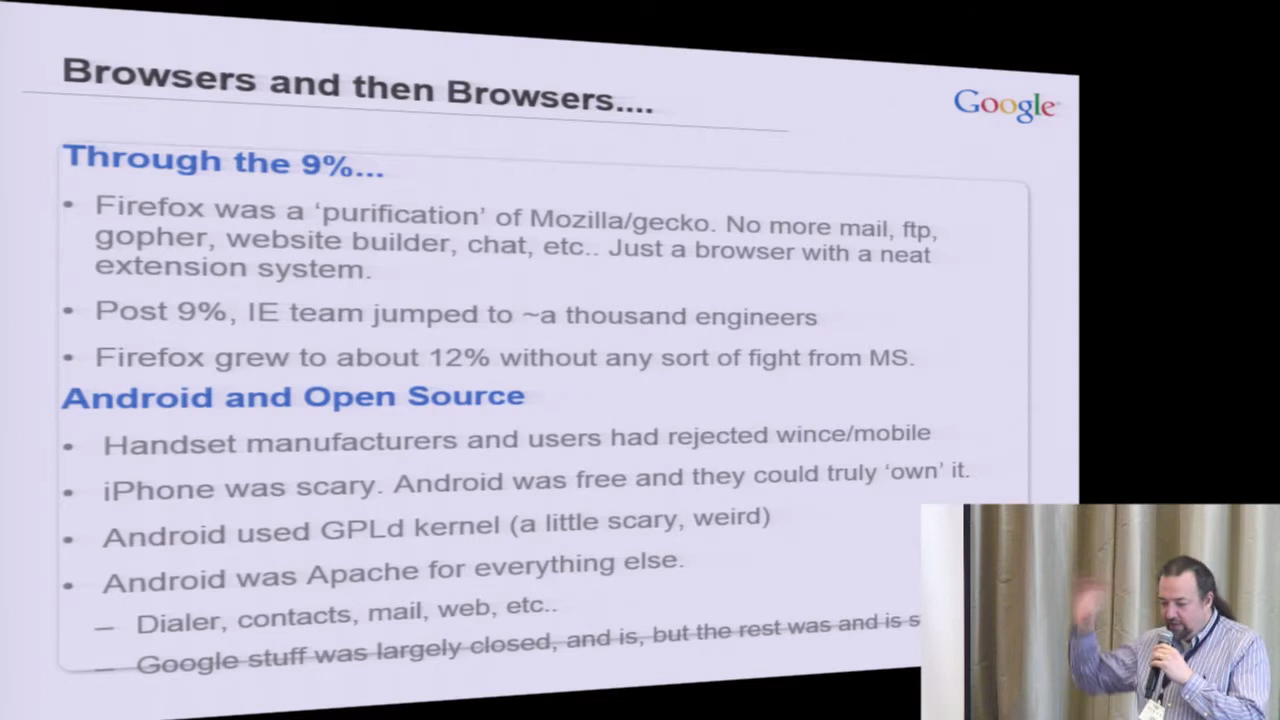 Browsers and then Browsers....
Google
Through the 9%...
• Firefox was a ‘purification’ of Mozilla/gecko. No more mail, ftp,
gopher, website builder, chat, etc.. Just a browser with a neat
extension system.
• Post 9%, IE team jumped to ~a thousand engineers
• Firefox grew to about 12% without any sort of fight from MS.
Android and Open Source
• Handset manufacturers and users had rejected wince/mobile
• iPhone was scary. Android was free and they could truly ‘own’ it.
• Android used GPLd kernel (a little scary, weird)
• Android was Apache for everything else.
– Dialer, contacts, mail, web, etc..
– Google stuff was largely closed, and is, but the rest was and is